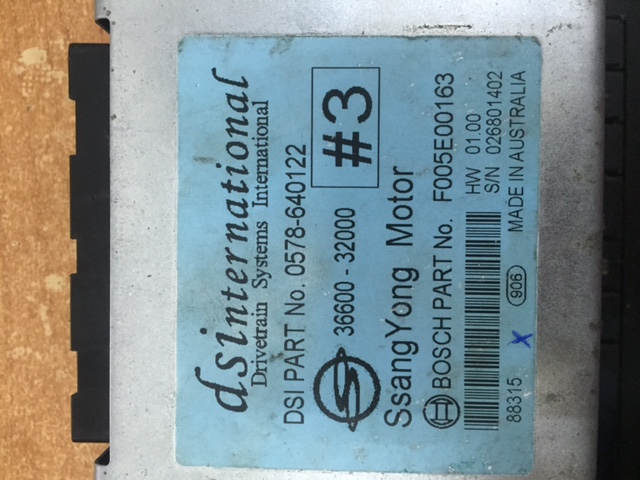 dsinternational
Drivetrain Systems International
DSI PART No. 0578-640122
36600 - 32000
#3
SsangYong Motor
BOSCH PART No. F005E00163
HW 01.00
S/N 026801402
88315 X 906 MADE IN AUSTRALIA